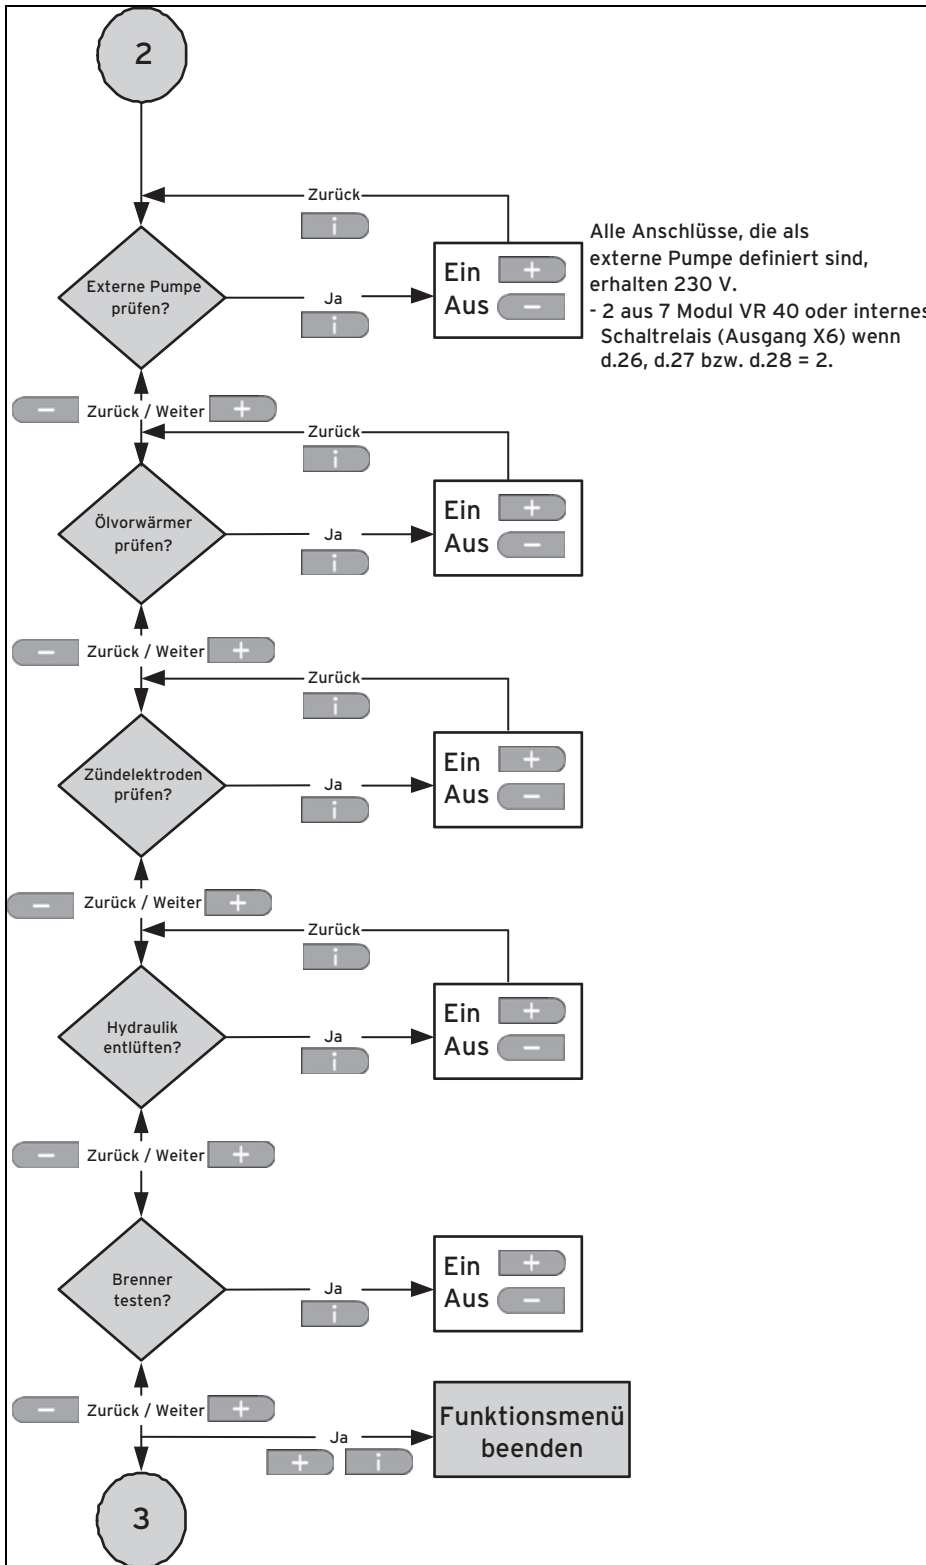 2
Zurück
i
Externe Pumpe
prüfen?
Ja
i
Ein +
Aus −
Alle Anschlüsse, die als
externe Pumpe definiert sind,
erhalten 230 V.
- 2 aus 7 Modul VR 40 oder internes
Schaltrelais (Ausgang X6) wenn
d.26, d.27 bzw. d.28 = 2.
− Zurück / Weiter +
Zurück
i
Ölvorwärmer
prüfen?
Ja
i
Ein +
Aus −
− Zurück / Weiter +
Zurück
i
Zündelektroden
prüfen?
Ja
i
Ein +
Aus −
− Zurück / Weiter +
Zurück
i
Hydraulik
entlüften?
Ja
i
Ein +
Aus −
− Zurück / Weiter +
Brenner
testen?
Ja
i
Ein +
Aus −
− Zurück / Weiter +
Ja
+ i
Funktionsmenü
beenden
3